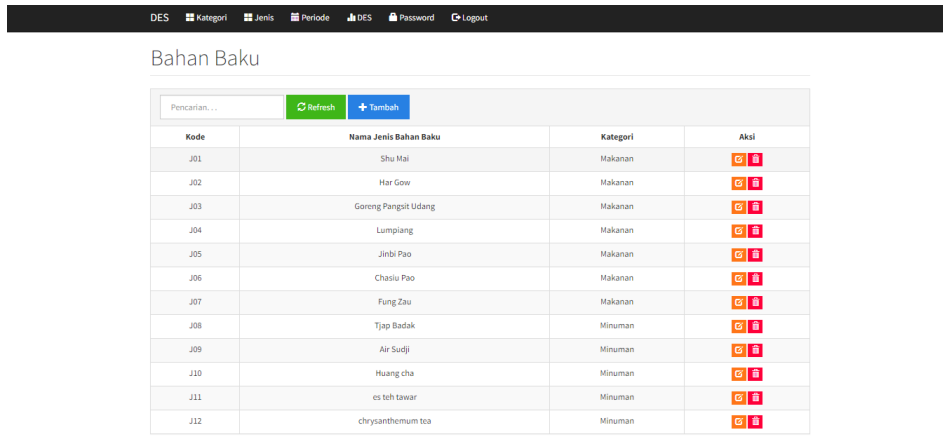 DES Kategori Jenis Periode DES Password Logout
Bahan Baku
Pencarian... Refresh Tambah
Kode Nama Jenis Bahan Baku Kategori Aksi
J01 Shu Mai Makanan
J02 Har Gow Makanan
J03 Goreng Pangsit Udang Makanan
J04 Lumpiang Makanan
J05 Jinbi Pao Makanan
J06 Chasiu Pao Makanan
J07 Fung Zau Makanan
J08 Tjap Badak Minuman
J09 Air Sudji Minuman
J10 Huang cha Minuman
J11 es teh tawar Minuman
J12 chrysanthemum tea Minuman